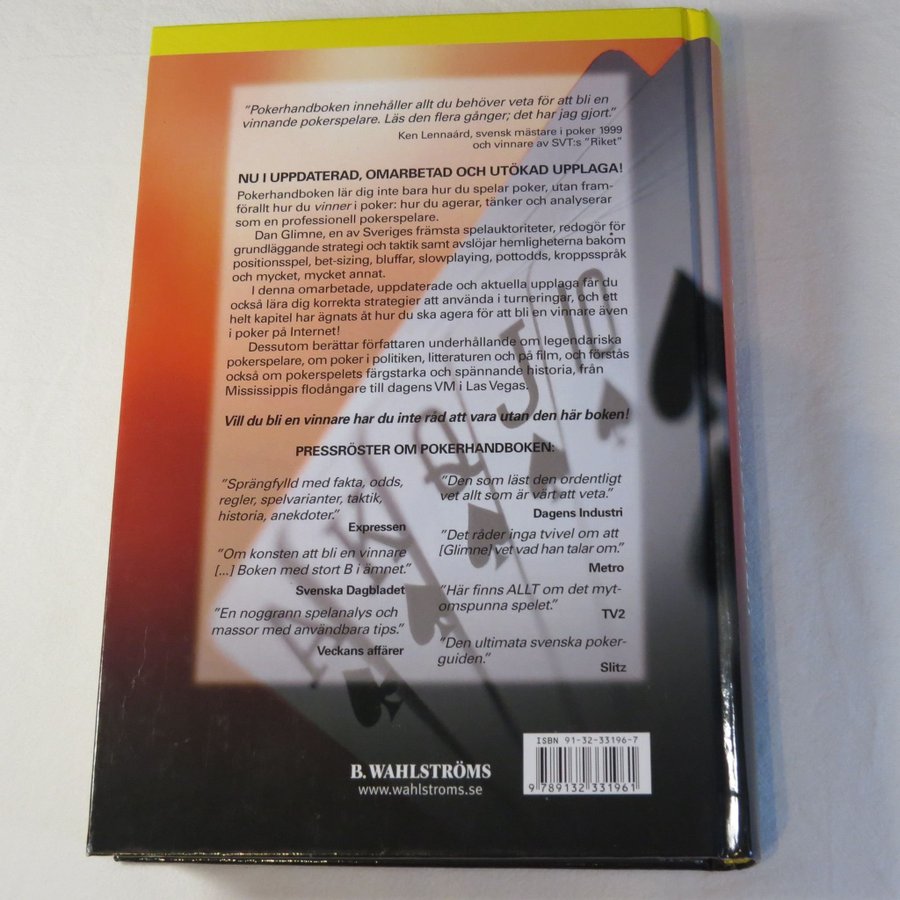 "Pokerhandboken innehåller allt du behöver veta för att bli en
vinnande pokerspelare. Läs den flera gånger; det har jag gjort."
Ken Lennaárd, svensk mästare i poker 1999
och vinnare av SVT:s "Riket"
NU I UPPDATERAD, OMARBETAD OCH UTÖKAD UPPLAGA!
Pokerhandboken lär dig inte bara hur du spelar poker, utan fram-
förallt hur du vinner i poker: hur du agerar, tänker och analyserar
som en professionell pokerspelare.
Dan Glimne, en av Sveriges främsta spelauktoriteter, redogör för
grundläggande strategi och taktik samt avslöjar hemligheterna bakom
positionsspel, bet-sizing, bluffar, slowplaying, pottodds, kroppsspråk
och mycket, mycket annat.
I denna omarbetade, uppdaterade och aktuella upplaga får du
också lära dig korrekta strategier att använda i turneringar, och ett
helt kapitel har ägnats åt hur du ska agera för att bli en vinnare även
i poker på Internet!
Dessutom berättar författaren underhållande om legendariska
pokerspelare, om poker i politiken, litteraturen och på film, och förstås
också om pokerspelets färgstarka och spännande historia, från
Mississippis flodångare till dagens VM i Las Vegas.
Vill du bli en vinnare har du inte råd att vara utan den här boken!
PRESSRÖSTER OM POKERHANDBOKEN:
"Sprängfylld med fakta, odds,
regler, spelvarianter, taktik,
historia, anekdoter."
Expressen
"Om konsten att bli en vinnare
[...] Boken med stort B i ämnet."
Svenska Dagbladet
"En noggrann spelanalys och
massor med användbara tips."
Veckans affärer
"Den som läst den ordentligt
vet allt som är värt att veta."
Dagens Industri
"Det råder inga tvivel om att
[Glimne] vet vad han talar om."
Metro
"Här finns ALLT om det myt-
omspunna spelet."
TV2
"Den ultimata svenska poker-
guiden."
Slitz
A K Q J 10
B. WAHLSTRÖMS
www.wahlstroms.se
ISBN 91-32-33196-7
9 789132 331961